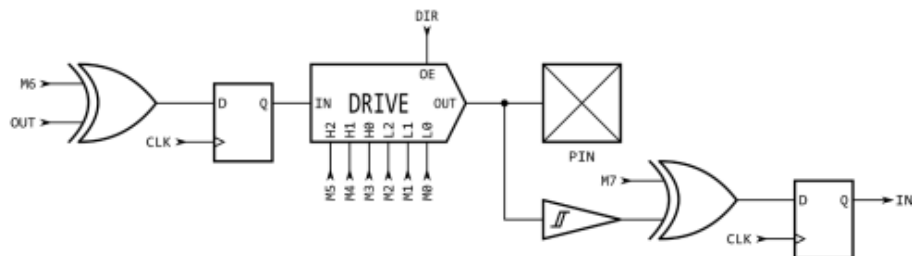 DIR
M6
OUT
D Q
CLK
OE
IN DRIVE OUT
H2 H1 H0 L2 L1 L0
M5 M4 M3 M2 M1 M0
PIN
M7
D Q
IN
CLK